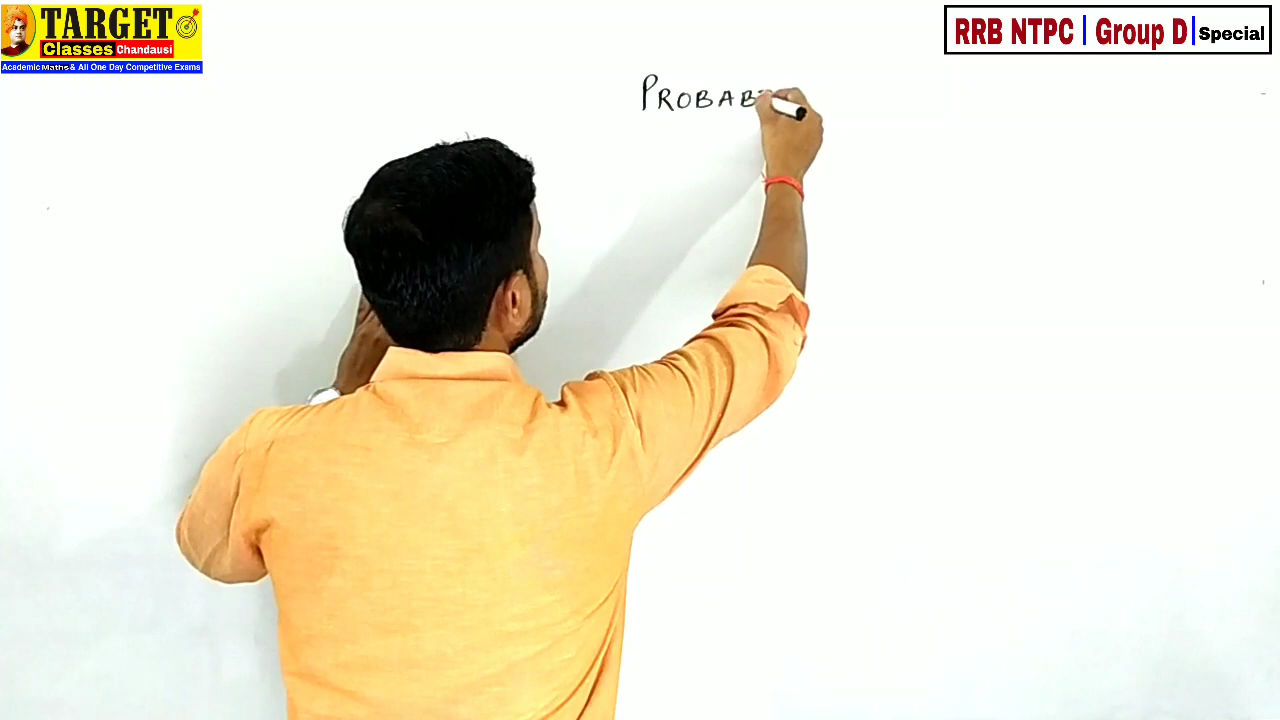 TARGET
Classes Chandausi
Academic Maths & All One Day Competitive Exams
RRB NTPC | Group D | Special
PROBAB